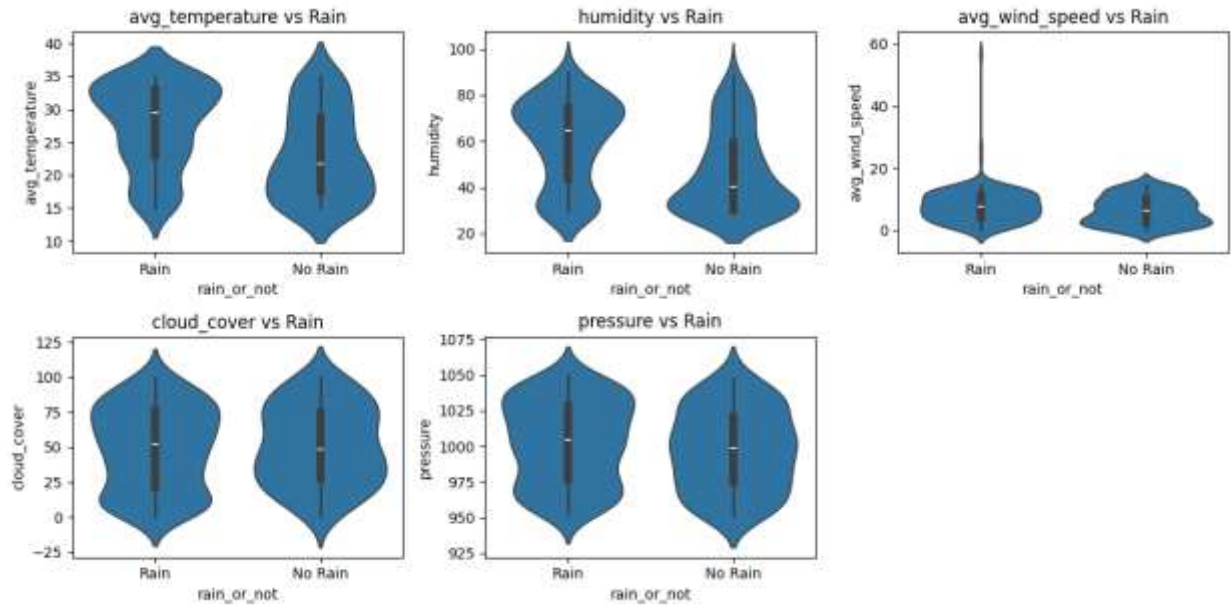 avg_temperature vs Rain
avg_temperature
40
35
30
25
20
15
10
Rain
No Rain
rain_or_not
humidity vs Rain
humidity
100
80
60
40
20
Rain
No Rain
rain_or_not
avg_wind_speed vs Rain
avg_wind_speed
60
40
20
0
Rain
No Rain
rain_or_not
cloud_cover vs Rain
cloud_cover
125
100
75
50
25
0
−25
Rain
No Rain
rain_or_not
pressure vs Rain
pressure
1075
1050
1025
1000
975
950
925
Rain
No Rain
rain_or_not